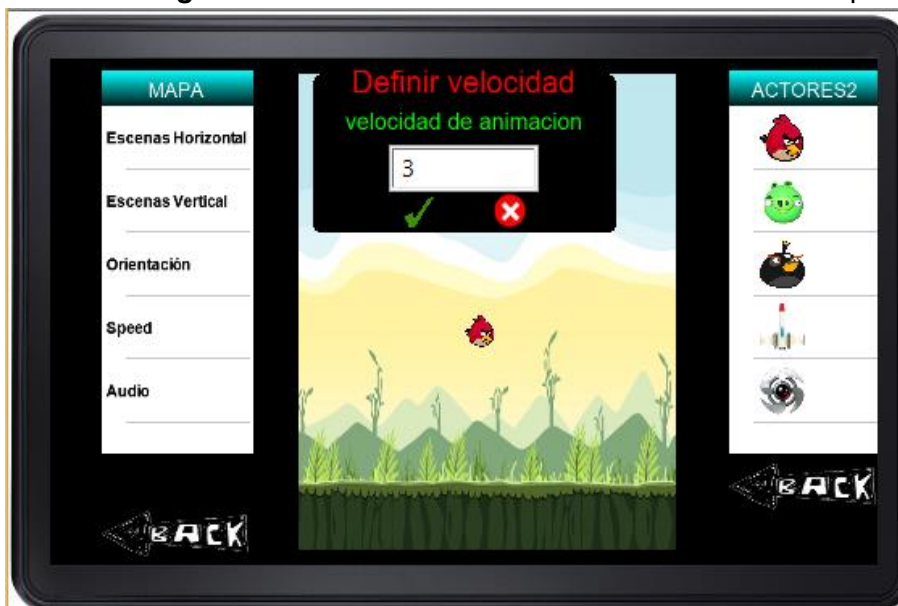 MAPA
Escenas Horizontal
Escenas Vertical
Orientación
Speed
Audio
BACK
Definir velocidad
velocidad de animacion
3
ACTORES2
BACK